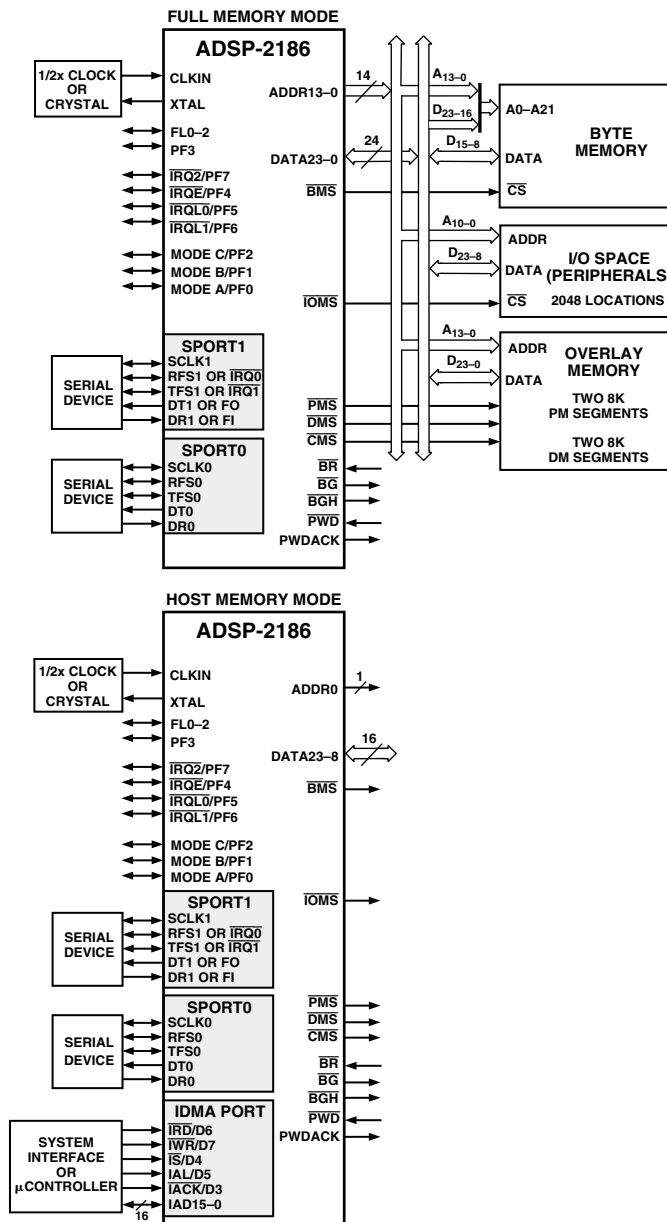 FULL MEMORY MODE
ADSP-2186
1/2x CLOCK
OR
CRYSTAL
CLKIN
XTAL
FL0–2
PF3
IRQ2/PF7
IRQE/PF4
IRQL0/PF5
IRQL1/PF6
MODE C/PF2
MODE B/PF1
MODE A/PF0
SERIAL
DEVICE
SPORT1
SCLK1
RFS1 OR IRQ0
TFS1 OR IRQ1
DT1 OR FO
DR1 OR FI
SERIAL
DEVICE
SPORT0
SCLK0
RFS0
TFS0
DT0
DR0
ADDR13–0
14
DATA23–0
24
BMS
IOMS
PMS
DMS
CMS
BR
BG
BGH
PWD
PWDACK
A13–0
D23–16
D15–8
A0–A21
DATA
CS
BYTE
MEMORY
A10–0
D23–8
ADDR
DATA
CS
I/O SPACE
(PERIPHERALS
2048 LOCATIONS
A13–0
D23–0
ADDR
DATA
OVERLAY
MEMORY
TWO 8K
PM SEGMENTS
TWO 8K
DM SEGMENTS
HOST MEMORY MODE
ADSP-2186
1/2x CLOCK
OR
CRYSTAL
CLKIN
XTAL
FL0–2
PF3
IRQ2/PF7
IRQE/PF4
IRQL0/PF5
IRQL1/PF6
MODE C/PF2
MODE B/PF1
MODE A/PF0
SERIAL
DEVICE
SPORT1
SCLK1
RFS1 OR IRQ0
TFS1 OR IRQ1
DT1 OR FO
DR1 OR FI
SERIAL
DEVICE
SPORT0
SCLK0
RFS0
TFS0
DT0
DR0
SYSTEM
INTERFACE
OR
µCONTROLLER
IDMA PORT
IRD/D6
IWR/D7
IS/D4
IAL/D5
IACK/D3
IAD15–0
16
ADDR0
1
DATA23–8
16
BMS
IOMS
PMS
DMS
CMS
BR
BG
BGH
PWD
PWDACK